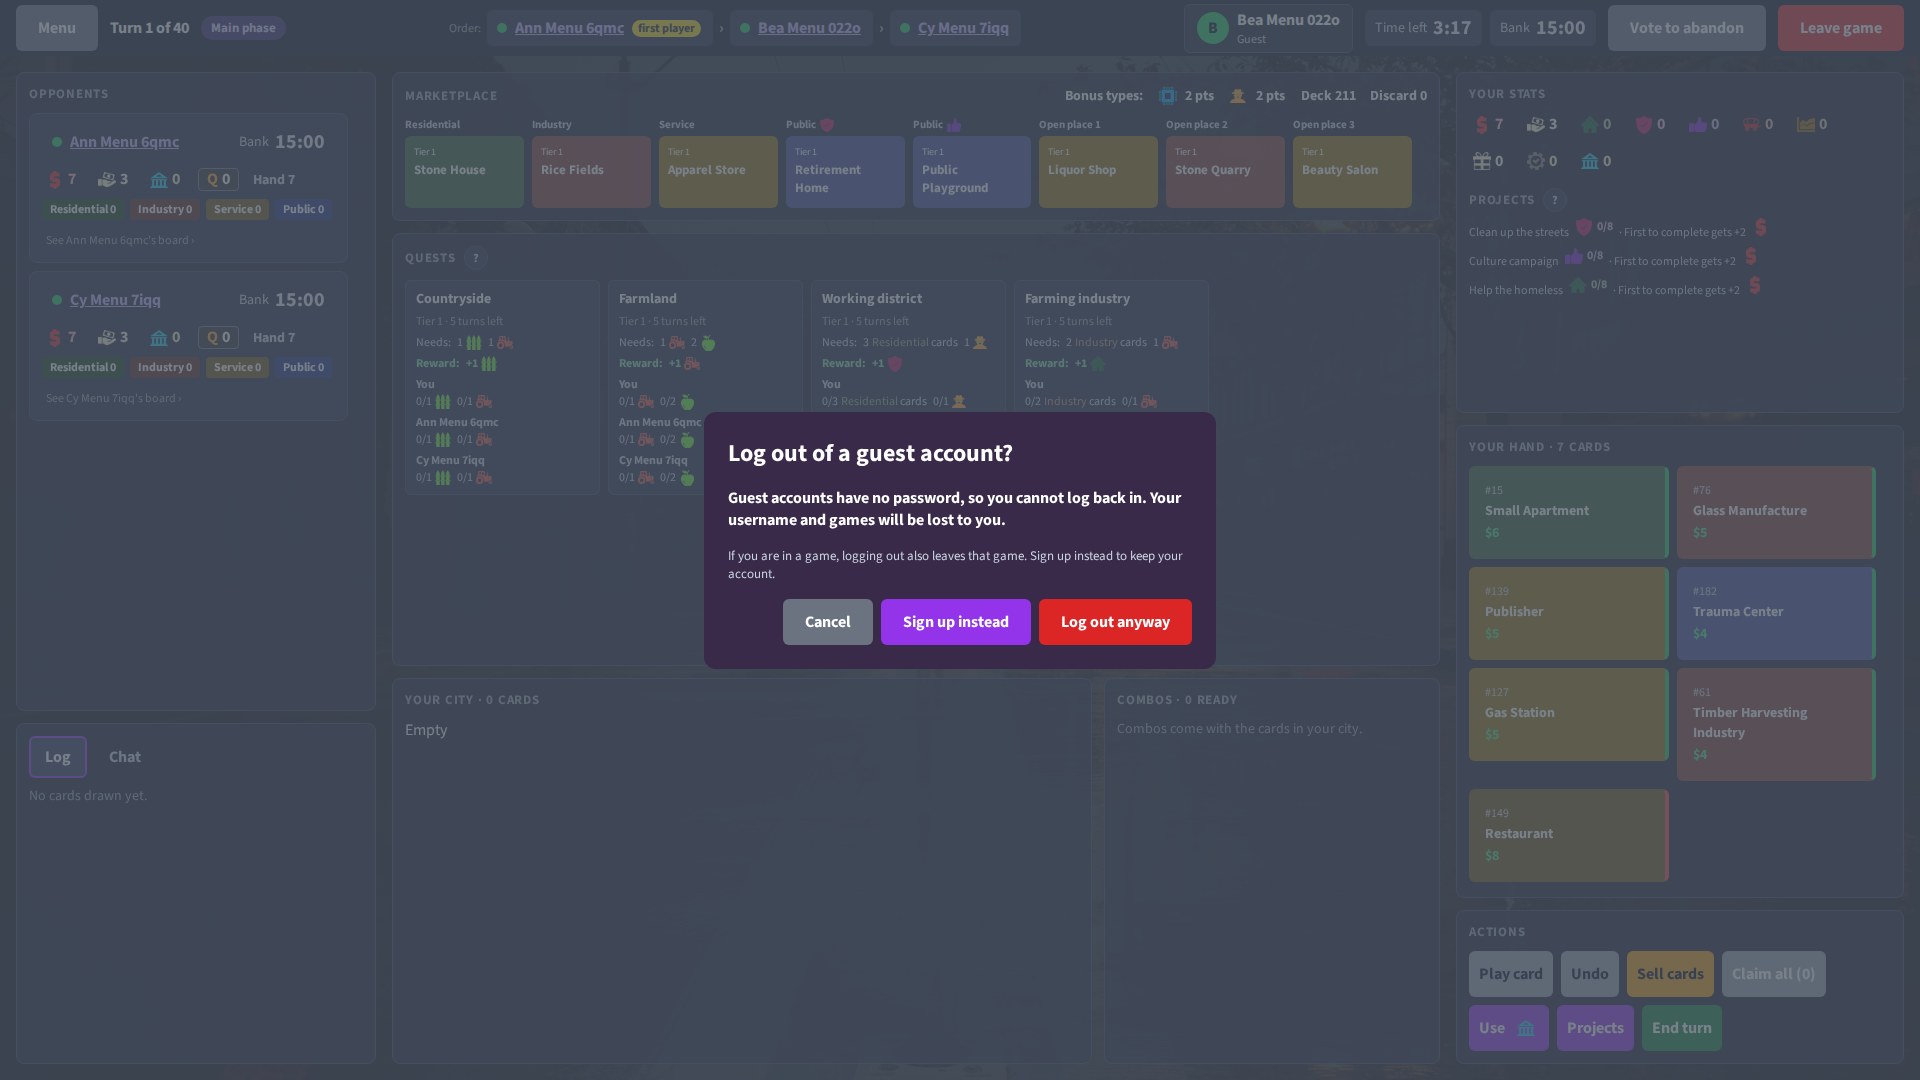 Menu
Turn 1 of 40
Main phase
Order:
Ann Menu 6qmc
first player
›
Bea Menu 022o
›
Cy Menu 7iqq
B
Bea Menu 022o
Guest
Time left 3:17
Bank 15:00
Vote to abandon
Leave game
OPPONENTS
Ann Menu 6qmc
Bank 15:00
7
3
0
Q 0
Hand 7
Residential 0
Industry 0
Service 0
Public 0
See Ann Menu 6qmc's board ›
Cy Menu 7iqq
Bank 15:00
7
3
0
Q 0
Hand 7
Residential 0
Industry 0
Service 0
Public 0
See Cy Menu 7iqq's board ›
Log
Chat
No cards drawn yet.
MARKETPLACE
Bonus types:
2 pts
2 pts
Deck 211
Discard 0
Residential
Tier 1
Stone House
Industry
Tier 1
Rice Fields
Service
Tier 1
Apparel Store
Public
Tier 1
Retirement
Home
Public
Tier 1
Public
Playground
Open place 1
Tier 1
Liquor Shop
Open place 2
Tier 1
Stone Quarry
Open place 3
Tier 1
Beauty Salon
QUESTS
?
Countryside
Tier 1 · 5 turns left
Needs: 1 1
Reward: +1
You
0/1 0/1
Ann Menu 6qmc
0/1 0/1
Cy Menu 7iqq
0/1 0/1
Farmland
Tier 1 · 5 turns left
Needs: 1 2
Reward: +1
You
0/1 0/2
Ann Menu 6qmc
0/1 0/2
Cy Menu 7iqq
0/1 0/2
Working district
Tier 1 · 5 turns left
Needs: 3 Residential cards 1
Reward: +1
You
0/3 Residential cards 0/1
Farming industry
Tier 1 · 5 turns left
Needs: 2 Industry cards 1
Reward: +1
You
0/2 Industry cards 0/1
Log out of a guest account?
Guest accounts have no password, so you cannot log back in. Your
username and games will be lost to you.
If you are in a game, logging out also leaves that game. Sign up instead to keep your
account.
Cancel
Sign up instead
Log out anyway
YOUR CITY · 0 CARDS
Empty
COMBOS · 0 READY
Combos come with the cards in your city.
YOUR STATS
7
3
0
0
0
0
0
0
0
0
PROJECTS
?
Clean up the streets 0/8 · First to complete gets +2
Culture campaign 0/8 · First to complete gets +2
Help the homeless 0/8 · First to complete gets +2
YOUR HAND · 7 CARDS
#15
Small Apartment
$6
#76
Glass Manufacture
$5
#139
Publisher
$5
#182
Trauma Center
$4
#127
Gas Station
$5
#61
Timber Harvesting
Industry
$4
#149
Restaurant
$8
ACTIONS
Play card
Undo
Sell cards
Claim all (0)
Use
Projects
End turn